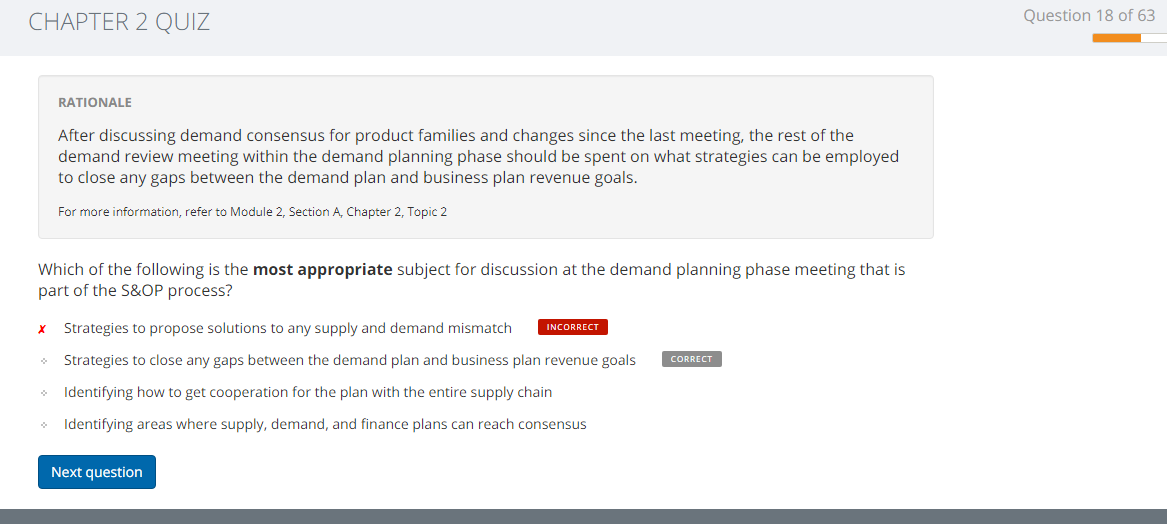 CHAPTER 2 QUIZ
Question 18 of 63
RATIONALE
After discussing demand consensus for product families and changes since the last meeting, the rest of the
demand review meeting within the demand planning phase should be spent on what strategies can be employed
to close any gaps between the demand plan and business plan revenue goals.
For more information, refer to Module 2, Section A, Chapter 2, Topic 2
Which of the following is the most appropriate subject for discussion at the demand planning phase meeting that is
part of the S&OP process?
✗ Strategies to propose solutions to any supply and demand mismatch INCORRECT
Strategies to close any gaps between the demand plan and business plan revenue goals CORRECT
Identifying how to get cooperation for the plan with the entire supply chain
Identifying areas where supply, demand, and finance plans can reach consensus
Next question